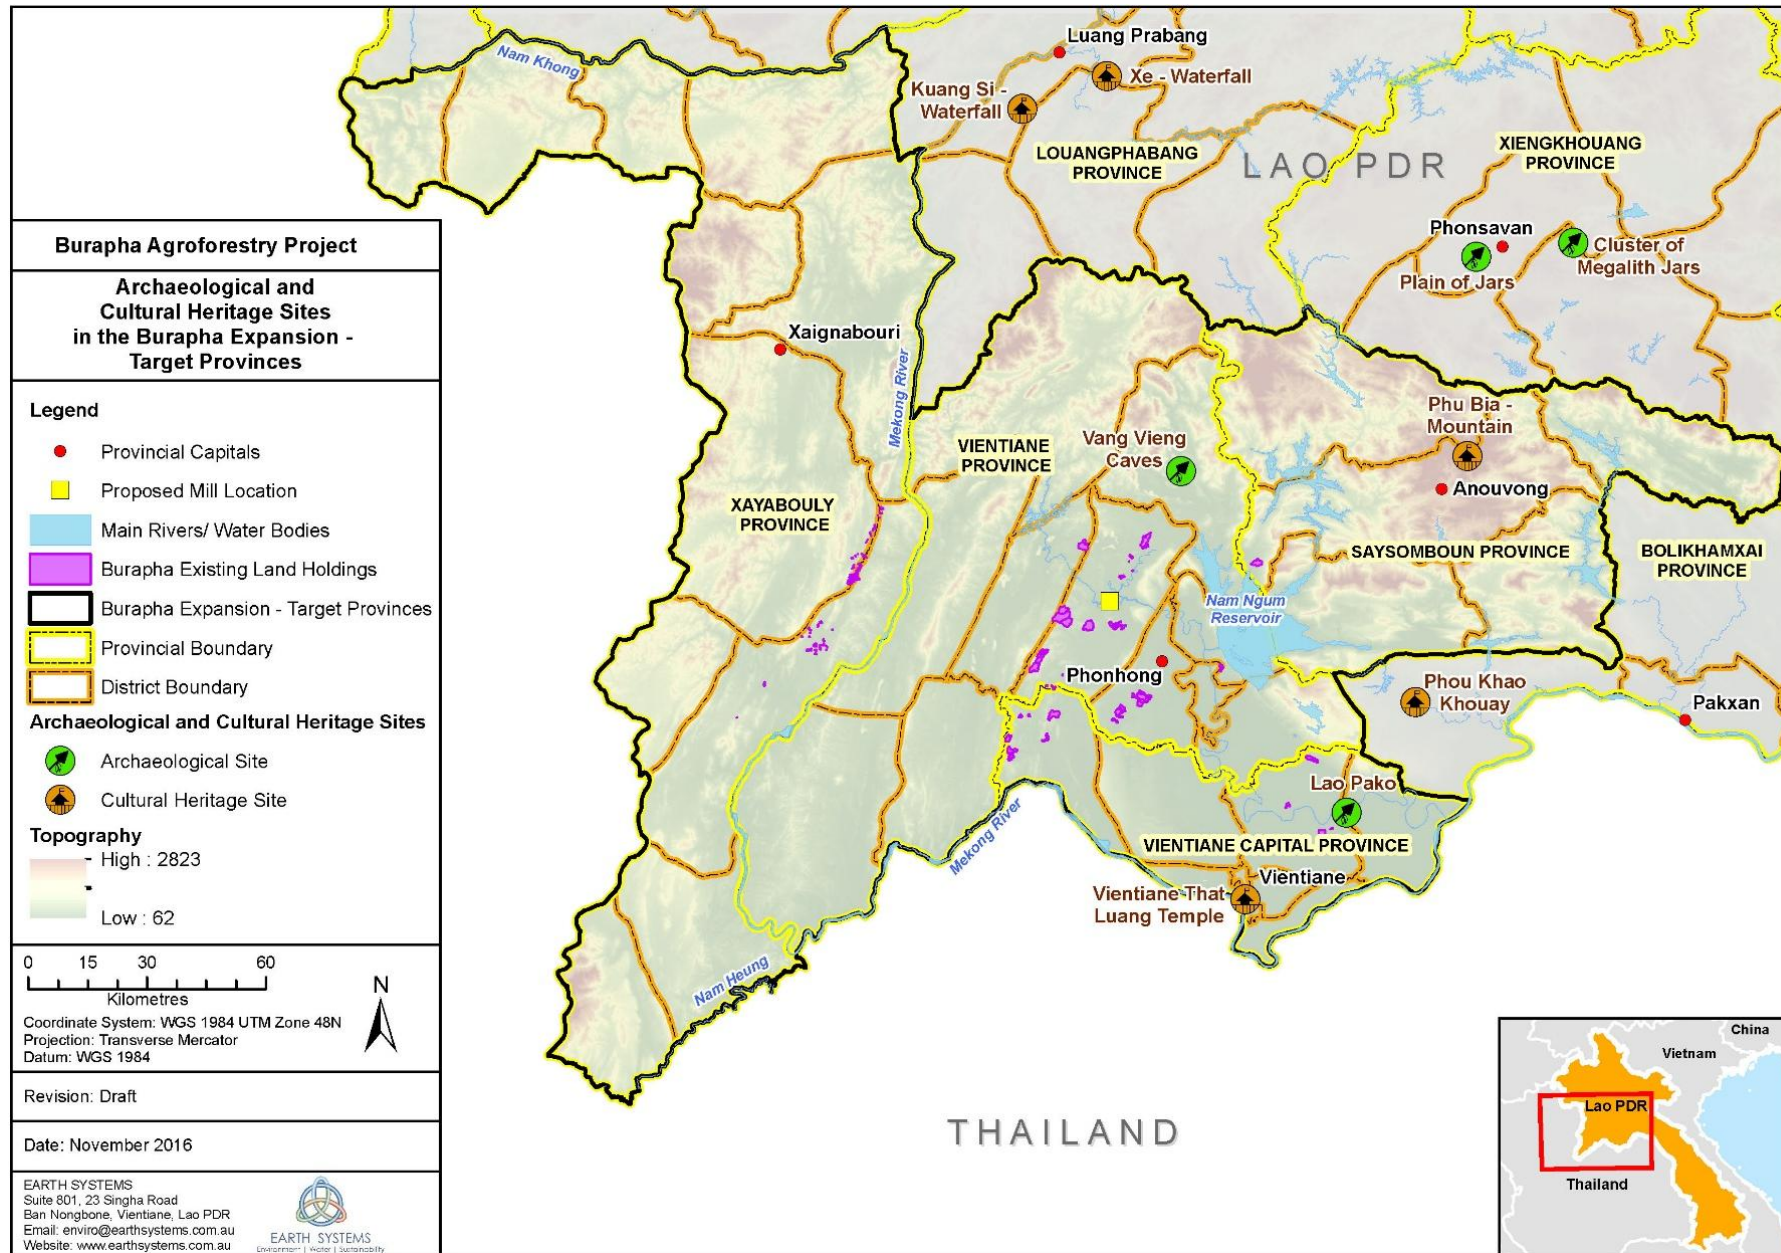 Burapha Agroforestry Project
Archaeological and
Cultural Heritage Sites
in the Burapha Expansion -
Target Provinces
Legend
Provincial Capitals
Proposed Mill Location
Main Rivers/ Water Bodies
Burapha Existing Land Holdings
Burapha Expansion - Target Provinces
Provincial Boundary
District Boundary
Archaeological and Cultural Heritage Sites
Archaeological Site
Cultural Heritage Site
Topography
High : 2823
Low : 62
0 15 30 60
Kilometres
N
Coordinate System: WGS 1984 UTM Zone 48N
Projection: Transverse Mercator
Datum: WGS 1984
Revision: Draft
Date: November 2016
EARTH SYSTEMS
Suite 801, 23 Singha Road
Ban Nongbone, Vientiane, Lao PDR
Email: enviro@earthsystems.com.au
Website: www.earthsystems.com.au
EARTH SYSTEMS
Environment | Water | Sustainability
Nam Khong
Luang Prabang
Xe - Waterfall
Kuang Si -
Waterfall
LOUANGPHABANG
PROVINCE
LAO PDR
XIENGKHOUANG
PROVINCE
Phonsavan
Plain of Jars
Cluster of
Megalith Jars
Xaignabouri
Mekong River
Phu Bia -
Mountain
Vang Vieng
Caves
VIENTIANE
PROVINCE
Anouvong
XAYABOULY
PROVINCE
SAYSOMBOUN PROVINCE
BOLIKHAMXAI
PROVINCE
Nam Ngum
Reservoir
Phonhong
Phou Khao
Khouay
Pakxan
Lao Pako
Mekong River
VIENTIANE CAPITAL PROVINCE
Vientiane
Vientiane That
Luang Temple
Nam Heung
THAILAND
China
Vietnam
Lao PDR
Thailand